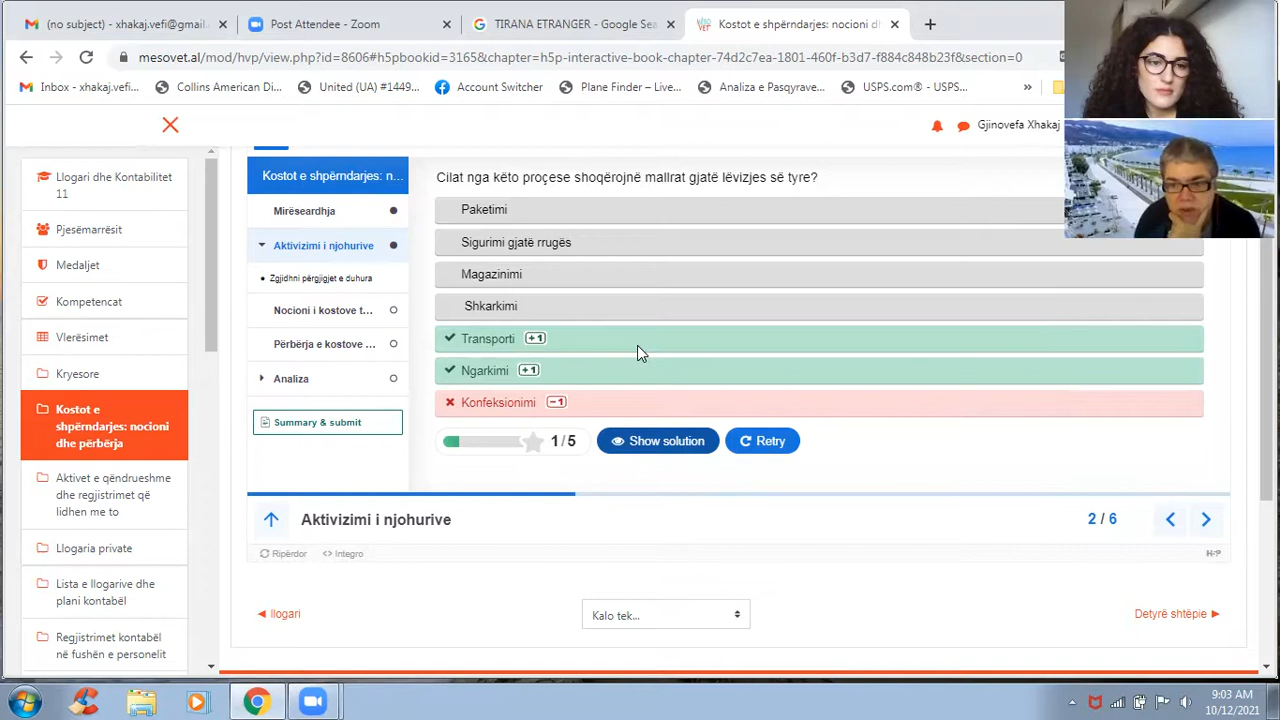 (no subject) - xhakaj.vefi@gmail.
Post Attendee - Zoom
TIRANA ETRANGER - Google Sea
Kostot e shpërndarjes: nocioni dh
mesovet.al/mod/hvp/view.php?id=8606#h5pbookid=2165&chapter=h5p-interactive-book-chapter-74d2c7ea-1801-460f-b3d7-f884c848b23f&section=0
Inbox - xhakaj.vefi...
Collins American Di...
United (UA) #1449...
Account Switcher
Plane Finder – Live...
Analiza e Pasqyrave...
USPS.com® - USPS...
»
Gjinovefa Xhakaj
Llogari dhe Kontabilitet
11
Pjesëmarrësit
Medaljet
Kompetencat
Vlerësimet
Kryesore
Kostot e
shpërndarjes: nocioni
dhe përbërja
Aktivet e qëndrueshme
dhe regjistrimet që
lidhen me to
Llogaria private
Lista e llogarive dhe
plani kontabël
Regjistrimet kontabël
në fushën e personelit
Kostot e shpërndarjes: n...
Mirëseardhja
Aktivizimi i njohurive
Zgjidhni përgjigjet e duhura
Nocioni i kostove t...
Përbërja e kostove ...
Analiza
Summary & submit
Cilat nga këto proçese shoqërojnë mallrat gjatë lëvizjes së tyre?
Paketimi
Sigurimi gjatë rrugës
Magazinimi
Shkarkimi
Transporti +1
Ngarkimi +1
Konfeksionimi −1
1/5
Show solution
Retry
Aktivizimi i njohurive
2 / 6
Ripërdor
<> Integro
H5P
◄ llogari
Kalo tek...
Detyrë shtëpie ►
9:03 AM
10/12/2021